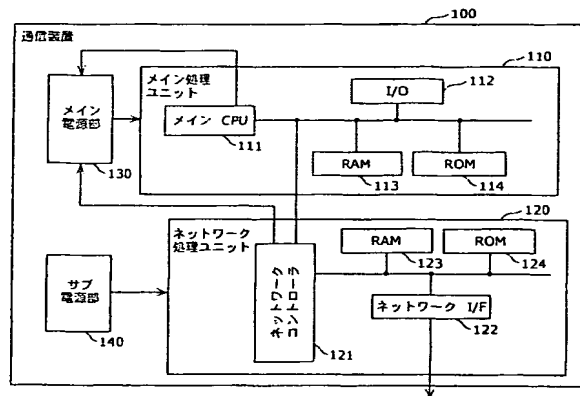 100
通信装置
110
メイン処理
ユニット
112
I/O
メイン
電源部
メイン CPU
111
130
RAM
113
ROM
114
120
ネットワーク
処理ユニット
RAM
123
ROM
124
サブ
電源部
ネットワーク
コントローラ
ネットワーク I/F
122
140
121